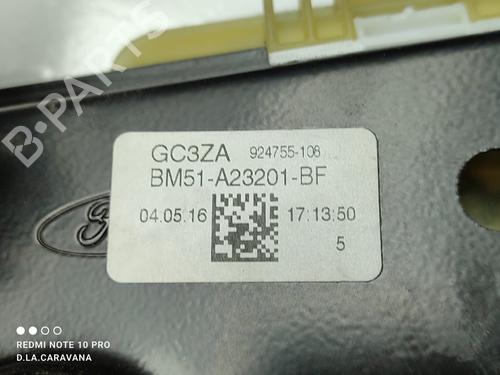 B-PARTS
GC3ZA 924755-106
BM51-A23201-BF
04.05.16 17:13:50
5
Ford
REDMI NOTE 10 PRO
D.L.A.CARAVANA